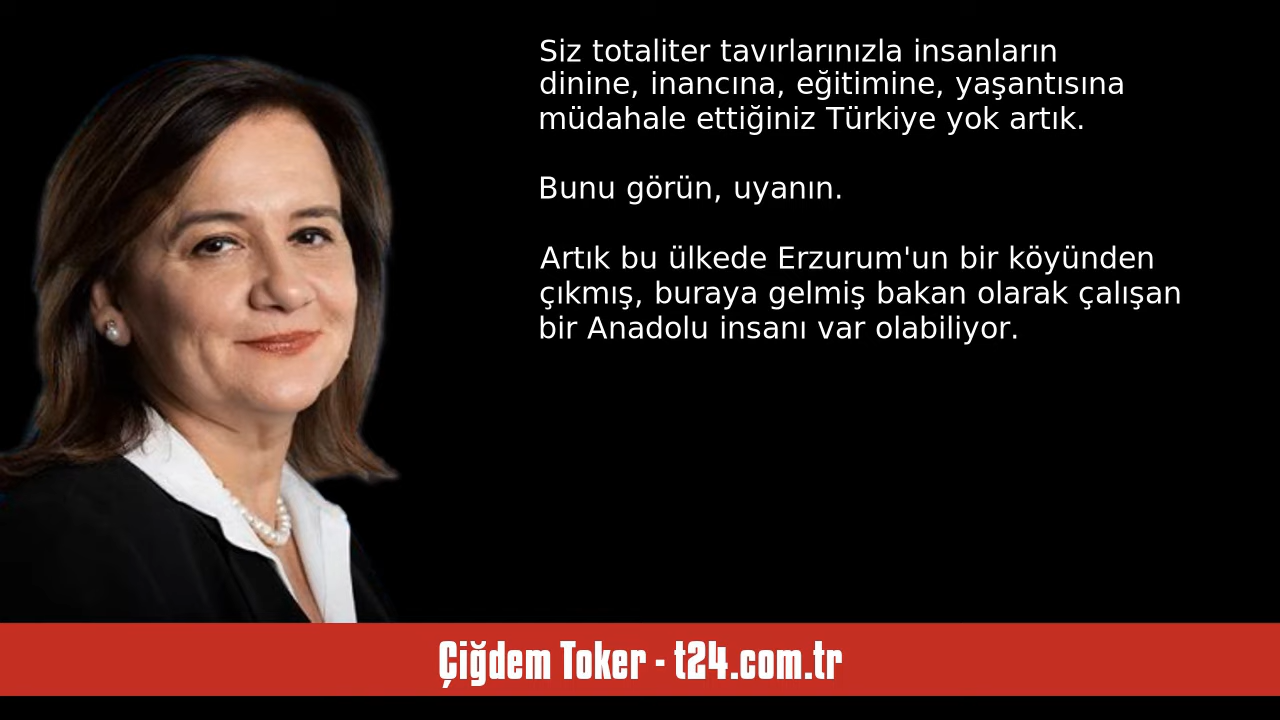 Siz totaliter tavırlarınızla insanların
dinine, inancına, eğitimine, yaşantısına
müdahale ettiğiniz Türkiye yok artık.
Bunu görün, uyanın.
Artık bu ülkede Erzurum'un bir köyünden
çıkmış, buraya gelmiş bakan olarak çalışan
bir Anadolu insanı var olabiliyor.
Çiğdem Toker - t24.com.tr